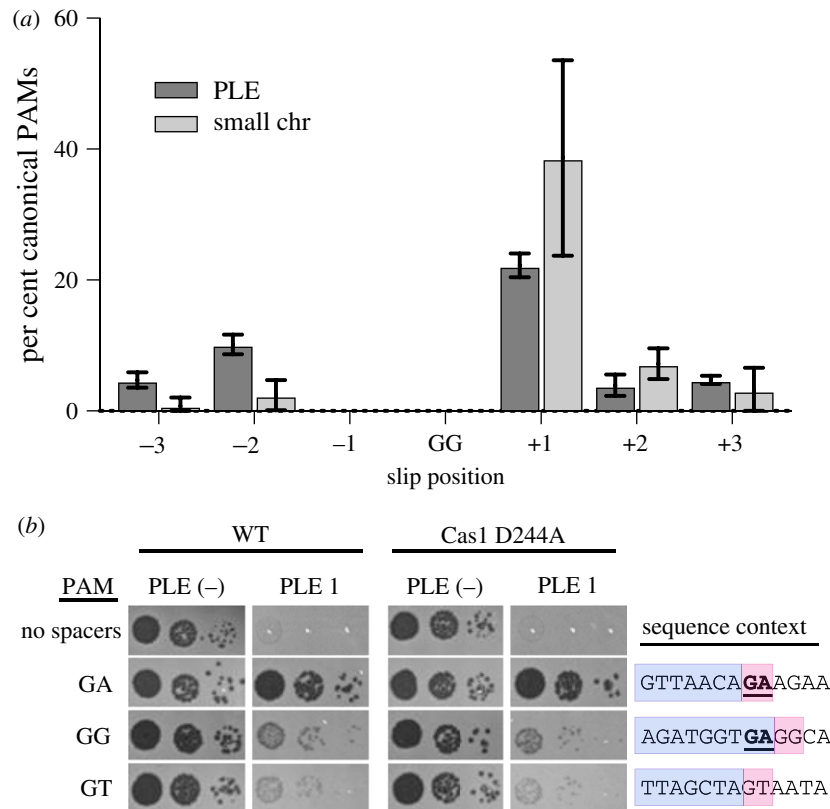 (a)
60
40
20
0
per cent canonical PAMs
PLE
small chr
–3 –2 –1 GG +1 +2 +3
slip position
(b)
WT Cas1 D244A
PAM PLE (–) PLE 1 PLE (–) PLE 1
no spacers sequence context
GA GTTAACAGAAGAA
GG AGATGGTGAGGCA
GT TTAGCTAGTAATA